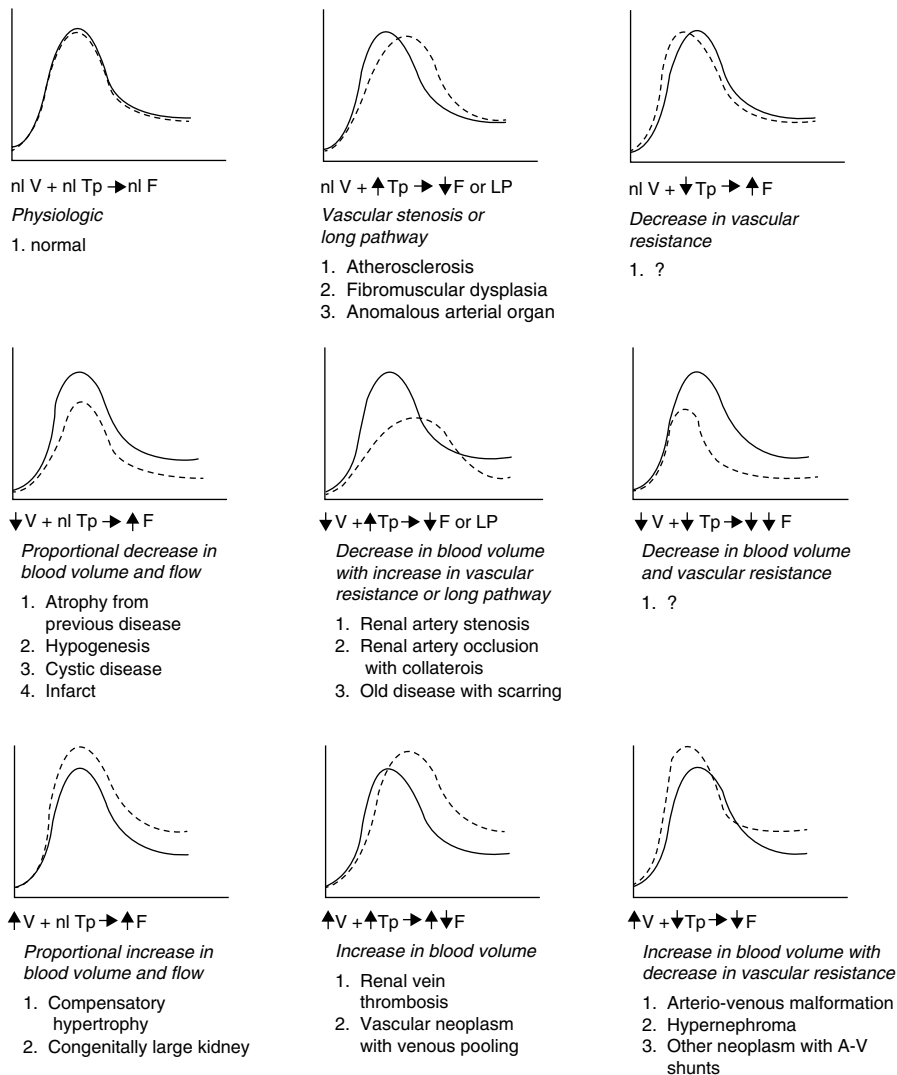 nl V + nl Tp → nl F
Physiologic
1. normal
nl V + ↑ Tp → ↓ F or LP
Vascular stenosis or
long pathway
1. Atherosclerosis
2. Fibromuscular dysplasia
3. Anomalous arterial organ
nl V + ↓ Tp → ↑ F
Decrease in vascular
resistance
1. ?
↓ V + nl Tp → ↑ F
Proportional decrease in
blood volume and flow
1. Atrophy from
previous disease
2. Hypogenesis
3. Cystic disease
4. Infarct
↓ V + ↑ Tp → ↓ F or LP
Decrease in blood volume
with increase in vascular
resistance or long pathway
1. Renal artery stenosis
2. Renal artery occlusion
with collaterois
3. Old disease with scarring
↓ V + ↓ Tp → ↓ ↓ F
Decrease in blood volume
and vascular resistance
1. ?
↑ V + nl Tp → ↑ F
Proportional increase in
blood volume and flow
1. Compensatory
hypertrophy
2. Congenitally large kidney
↑ V + ↑ Tp → ↑ ↓ F
Increase in blood volume
1. Renal vein
thrombosis
2. Vascular neoplasm
with venous pooling
↑ V + ↓ Tp → ↓ F
Increase in blood volume with
decrease in vascular resistance
1. Arterio-venous malformation
2. Hypernephroma
3. Other neoplasm with A-V
shunts